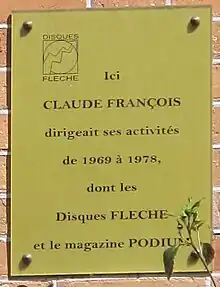 DISQUES
FLECHE
Ici
CLAUDE FRANÇOIS
dirigeait ses activités
de 1969 à 1978,
dont les
Disques FLECHE
et le magazine PODIUM